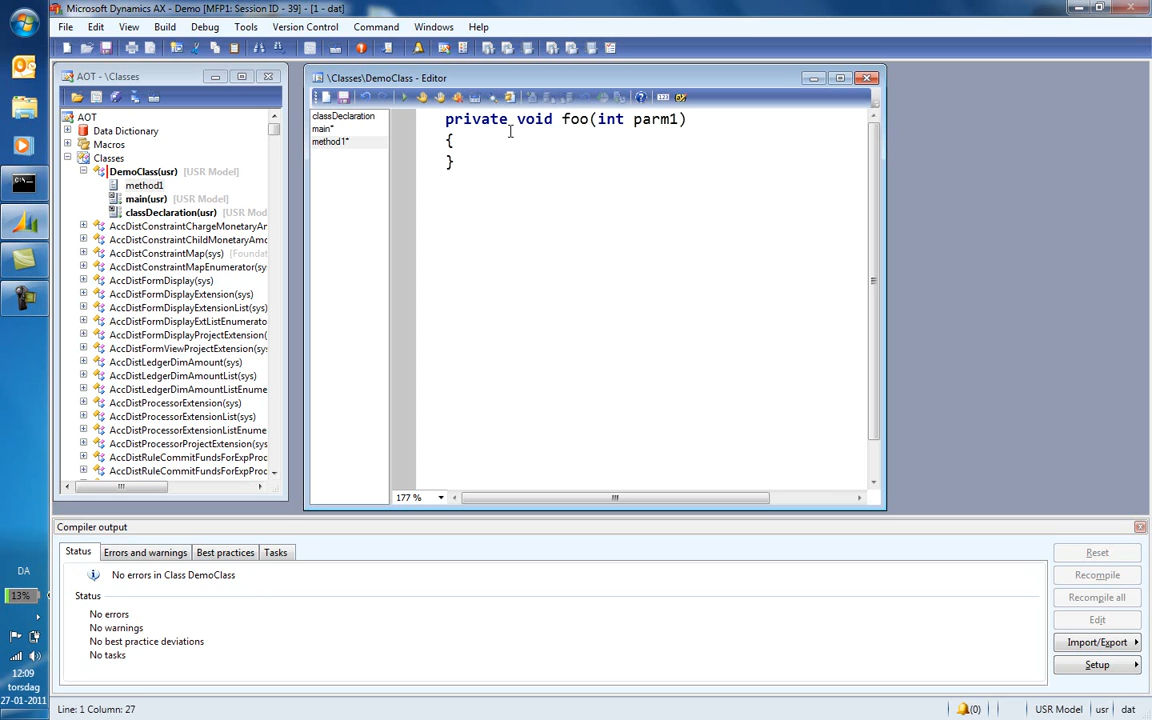 Microsoft Dynamics AX - Demo [MFP1: Session ID - 39] - [1 - dat]
File Edit View Build Debug Tools Version Control Command Windows Help
AOT - \Classes
AOT
Data Dictionary
Macros
Classes
DemoClass(usr) [USR Model]
method1
main(usr) [USR Model]
classDeclaration(usr) [USR Mod
AccDistConstraintChargeMonetaryAr
AccDistConstraintChildMonetaryAmo
AccDistConstraintMap(sys) [Founda
AccDistConstraintMapEnumerator(sy
AccDistFormDisplay(sys)
AccDistFormDisplayExtension(sys)
AccDistFormDisplayExtensionList(sys)
AccDistFormDisplayExtListEnumerato
AccDistFormDisplayProjectExtension(
AccDistFormViewProjectExtension(sy
AccDistLedgerDimAmount(sys)
AccDistLedgerDimAmountList(sys)
AccDistLedgerDimAmountListEnume
AccDistProcessorExtension(sys)
AccDistProcessorExtensionList(sys)
AccDistProcessorExtensionListEnume
AccDistProcessorProjectExtension(sy
AccDistRuleCommitFundsForExpProc
AccDistRuleCommitFundsForExpProd
\Classes\DemoClass - Editor
classDeclaration
main*
method1*
private void foo(int parm1)
{
}
177 %
Compiler output
Status Errors and warnings Best practices Tasks
No errors in Class DemoClass
Status
No errors
No warnings
No best practice deviations
No tasks
Reset
Recompile
Recompile all
Edit
Import/Export
Setup
DA
13%
12:09
torsdag
27-01-2011
Line: 1 Column: 27
(0) USR Model usr dat